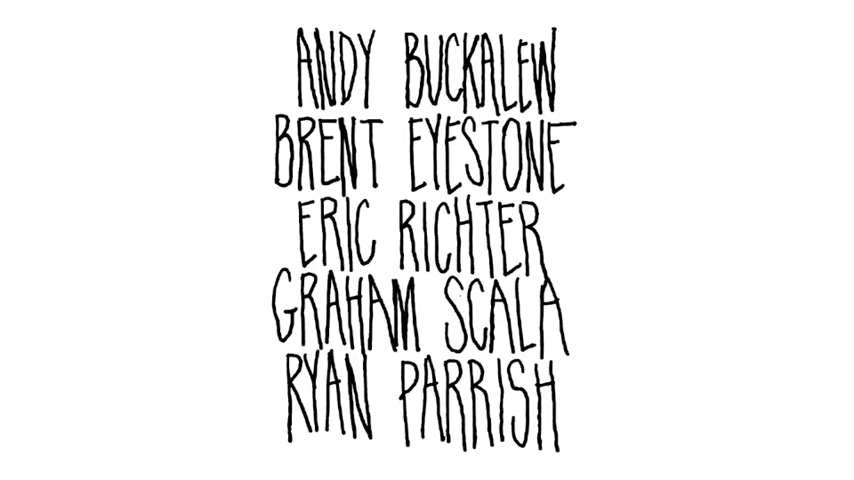 ANDY BUCKALEW
BRENT EYESTONE
ERIC RICHTER
GRAHAM SCALA
RYAN PARRISH